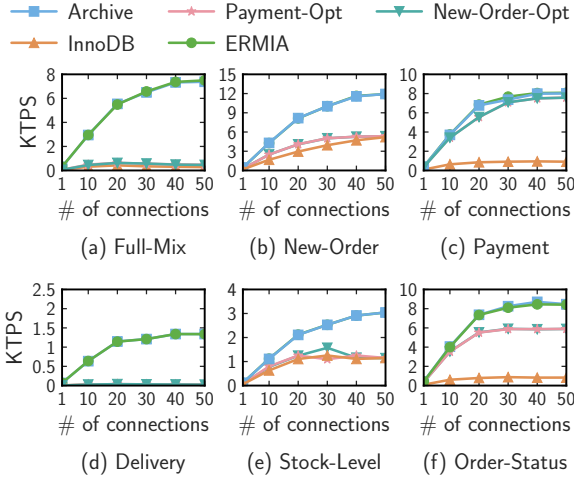 Archive Payment-Opt New-Order-Opt
InnoDB ERMIA
KTPS
8
6
4
2
0
1 10 20 30 40 50
# of connections
(a) Full-Mix
15
12
9
6
3
0
1 10 20 30 40 50
# of connections
(b) New-Order
10
8
6
4
2
0
1 10 20 30 40 50
# of connections
(c) Payment
KTPS
2.5
2
1.5
1
0.5
0
1 10 20 30 40 50
# of connections
(d) Delivery
4
3
2
1
0
1 10 20 30 40 50
# of connections
(e) Stock-Level
10
8
6
4
2
0
1 10 20 30 40 50
# of connections
(f) Order-Status